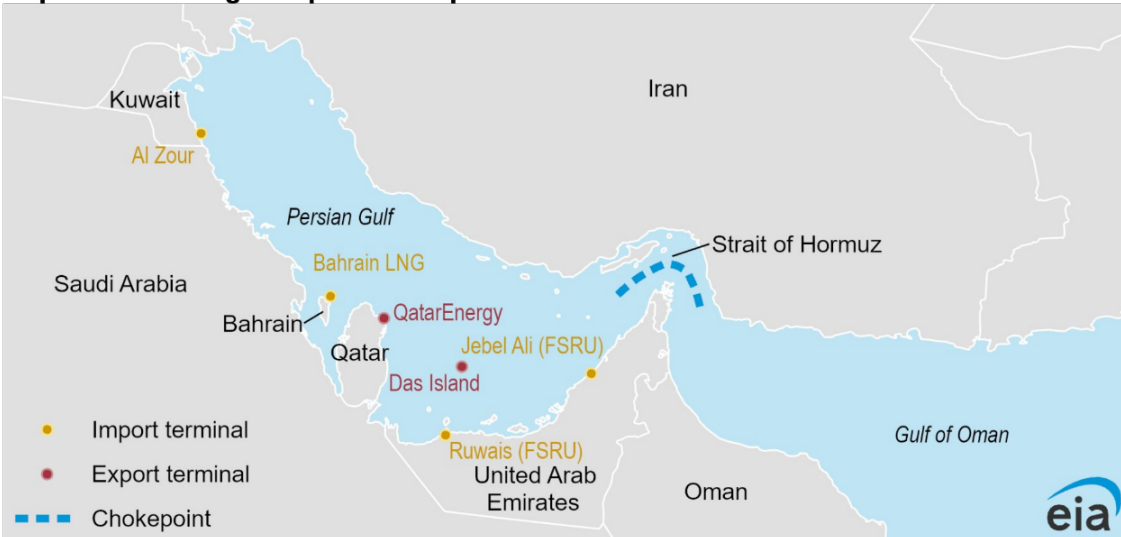 Kuwait
Iran
Al Zour
Persian Gulf
Strait of Hormuz
Bahrain LNG
Saudi Arabia
QatarEnergy
Bahrain
Jebel Ali (FSRU)
Qatar
Das Island
Import terminal
Gulf of Oman
Ruwais (FSRU)
Export terminal
United Arab
Emirates
Oman
Chokepoint
eia